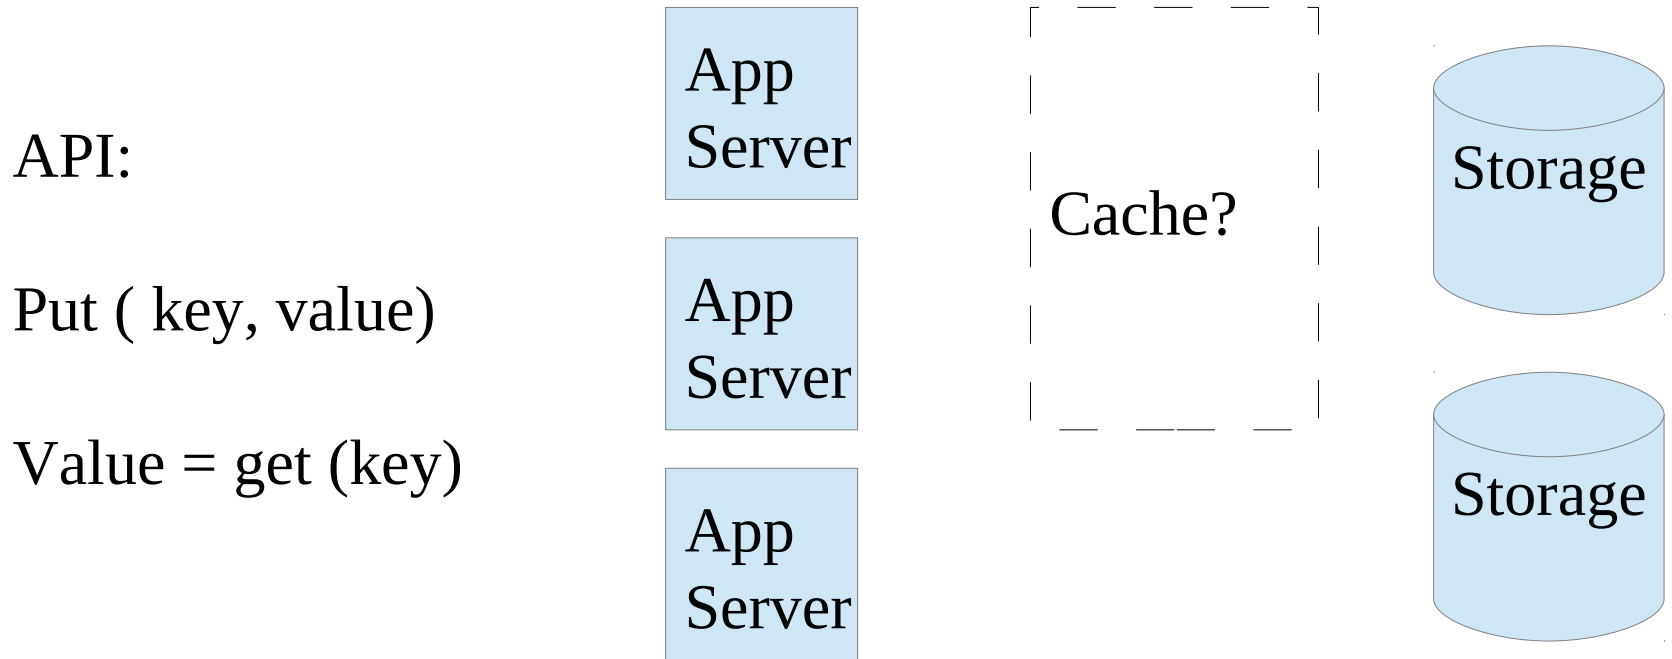 API:
Put ( key, value)
Value = get (key)
App
Server
App
Server
App
Server
Cache?
Storage
Storage